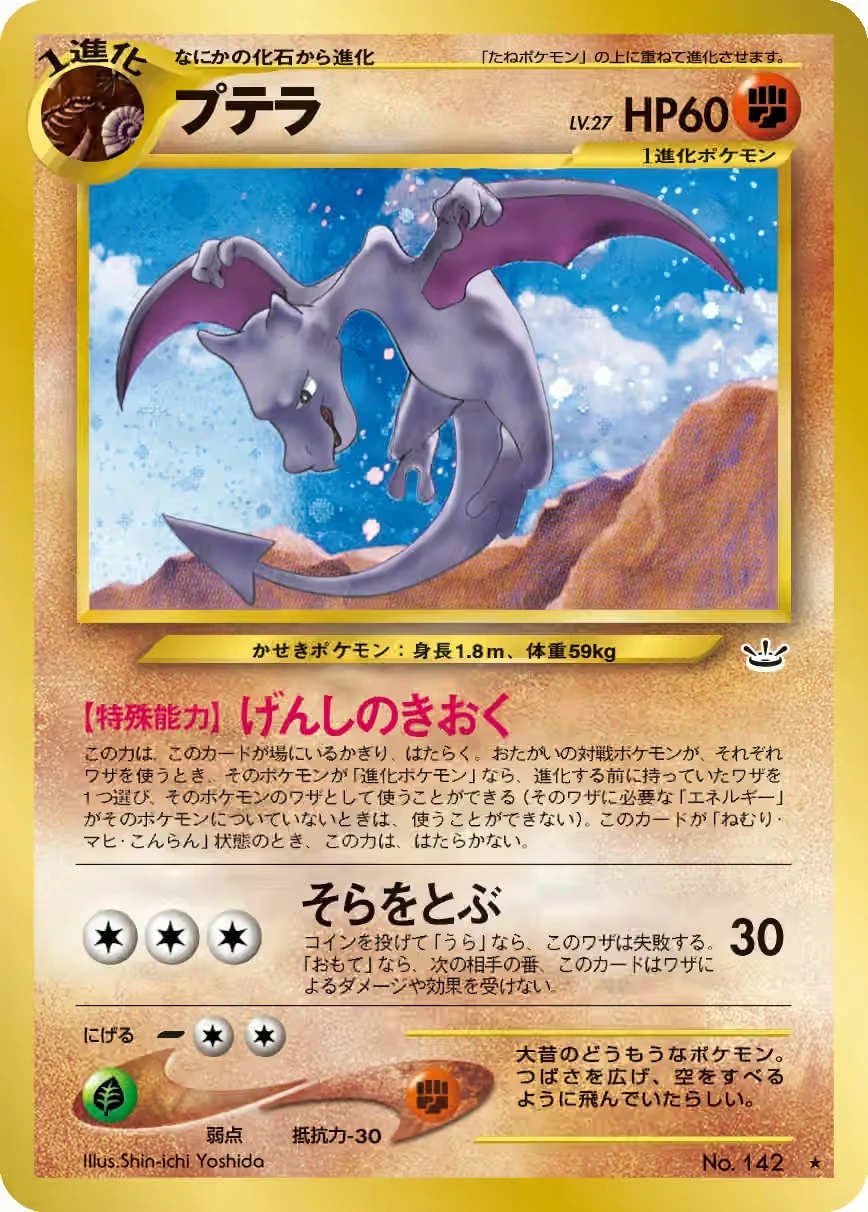 1進化
なにかの化石から進化
「たねポケモン」の上に重ねて進化させます。
プテラ
LV.27 HP60
1進化ポケモン
かせきポケモン：身長1.8m、体重59kg
【特殊能力】げんしのきおく
この力は、このカードが場にいるかぎり、はたらく。おたがいの対戦ポケモンが、それぞれ
ワザを使うとき、そのポケモンが「進化ポケモン」なら、進化する前に持っていたワザを
1つ選び、そのポケモンのワザとして使うことができる（そのワザに必要な「エネルギー」
がそのポケモンについていないときは、使うことができない）。このカードが「ねむり・
マヒ・こんらん」状態のとき、この力は、はたらかない。
そらをとぶ
コインを投げて「うら」なら、このワザは失敗する。
「おもて」なら、次の相手の番、このカードはワザに
よるダメージや効果を受けない。
30
にげる
大昔のどうもうなポケモン。
つばさを広げ、空をすべる
ように飛んでいたらしい。
弱点
抵抗力-30
Illus.Shin-ichi Yoshida
No. 142 ★